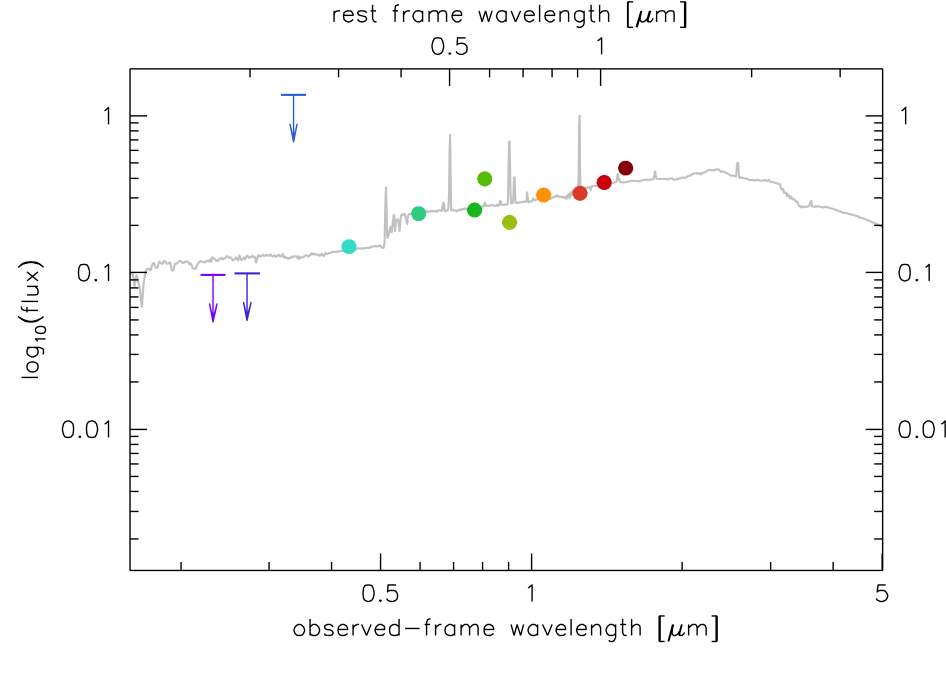 rest frame wavelength [μm]
0.5 1
1 1
0.1 0.1
0.01 0.01
log10(flux)
0.5 1 5
observed-frame wavelength [μm]